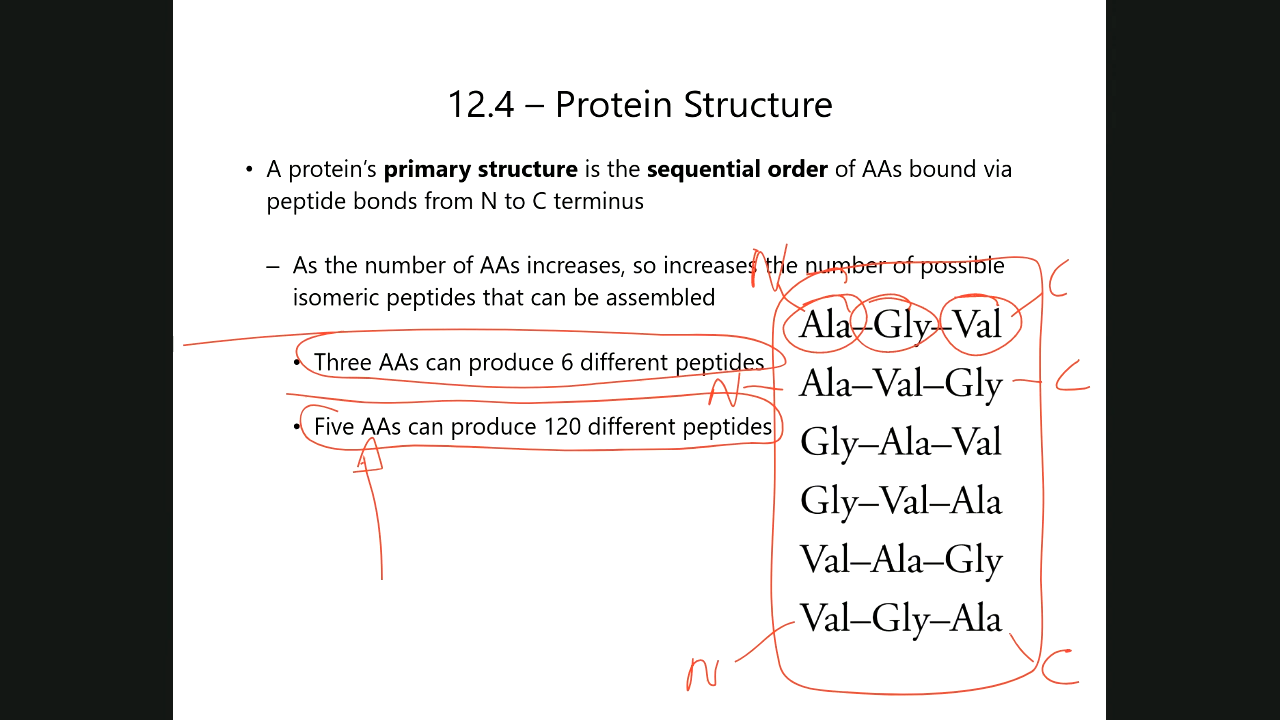 12.4 – Protein Structure
• A protein’s primary structure is the sequential order of AAs bound via
peptide bonds from N to C terminus
– As the number of AAs increases, so increases the number of possible
isomeric peptides that can be assembled
N
C
Ala–Gly–Val
• Three AAs can produce 6 different peptides
N
Ala–Val–Gly
C
• Five AAs can produce 120 different peptides
Gly–Ala–Val
Gly–Val–Ala
Val–Ala–Gly
Val–Gly–Ala
N
C